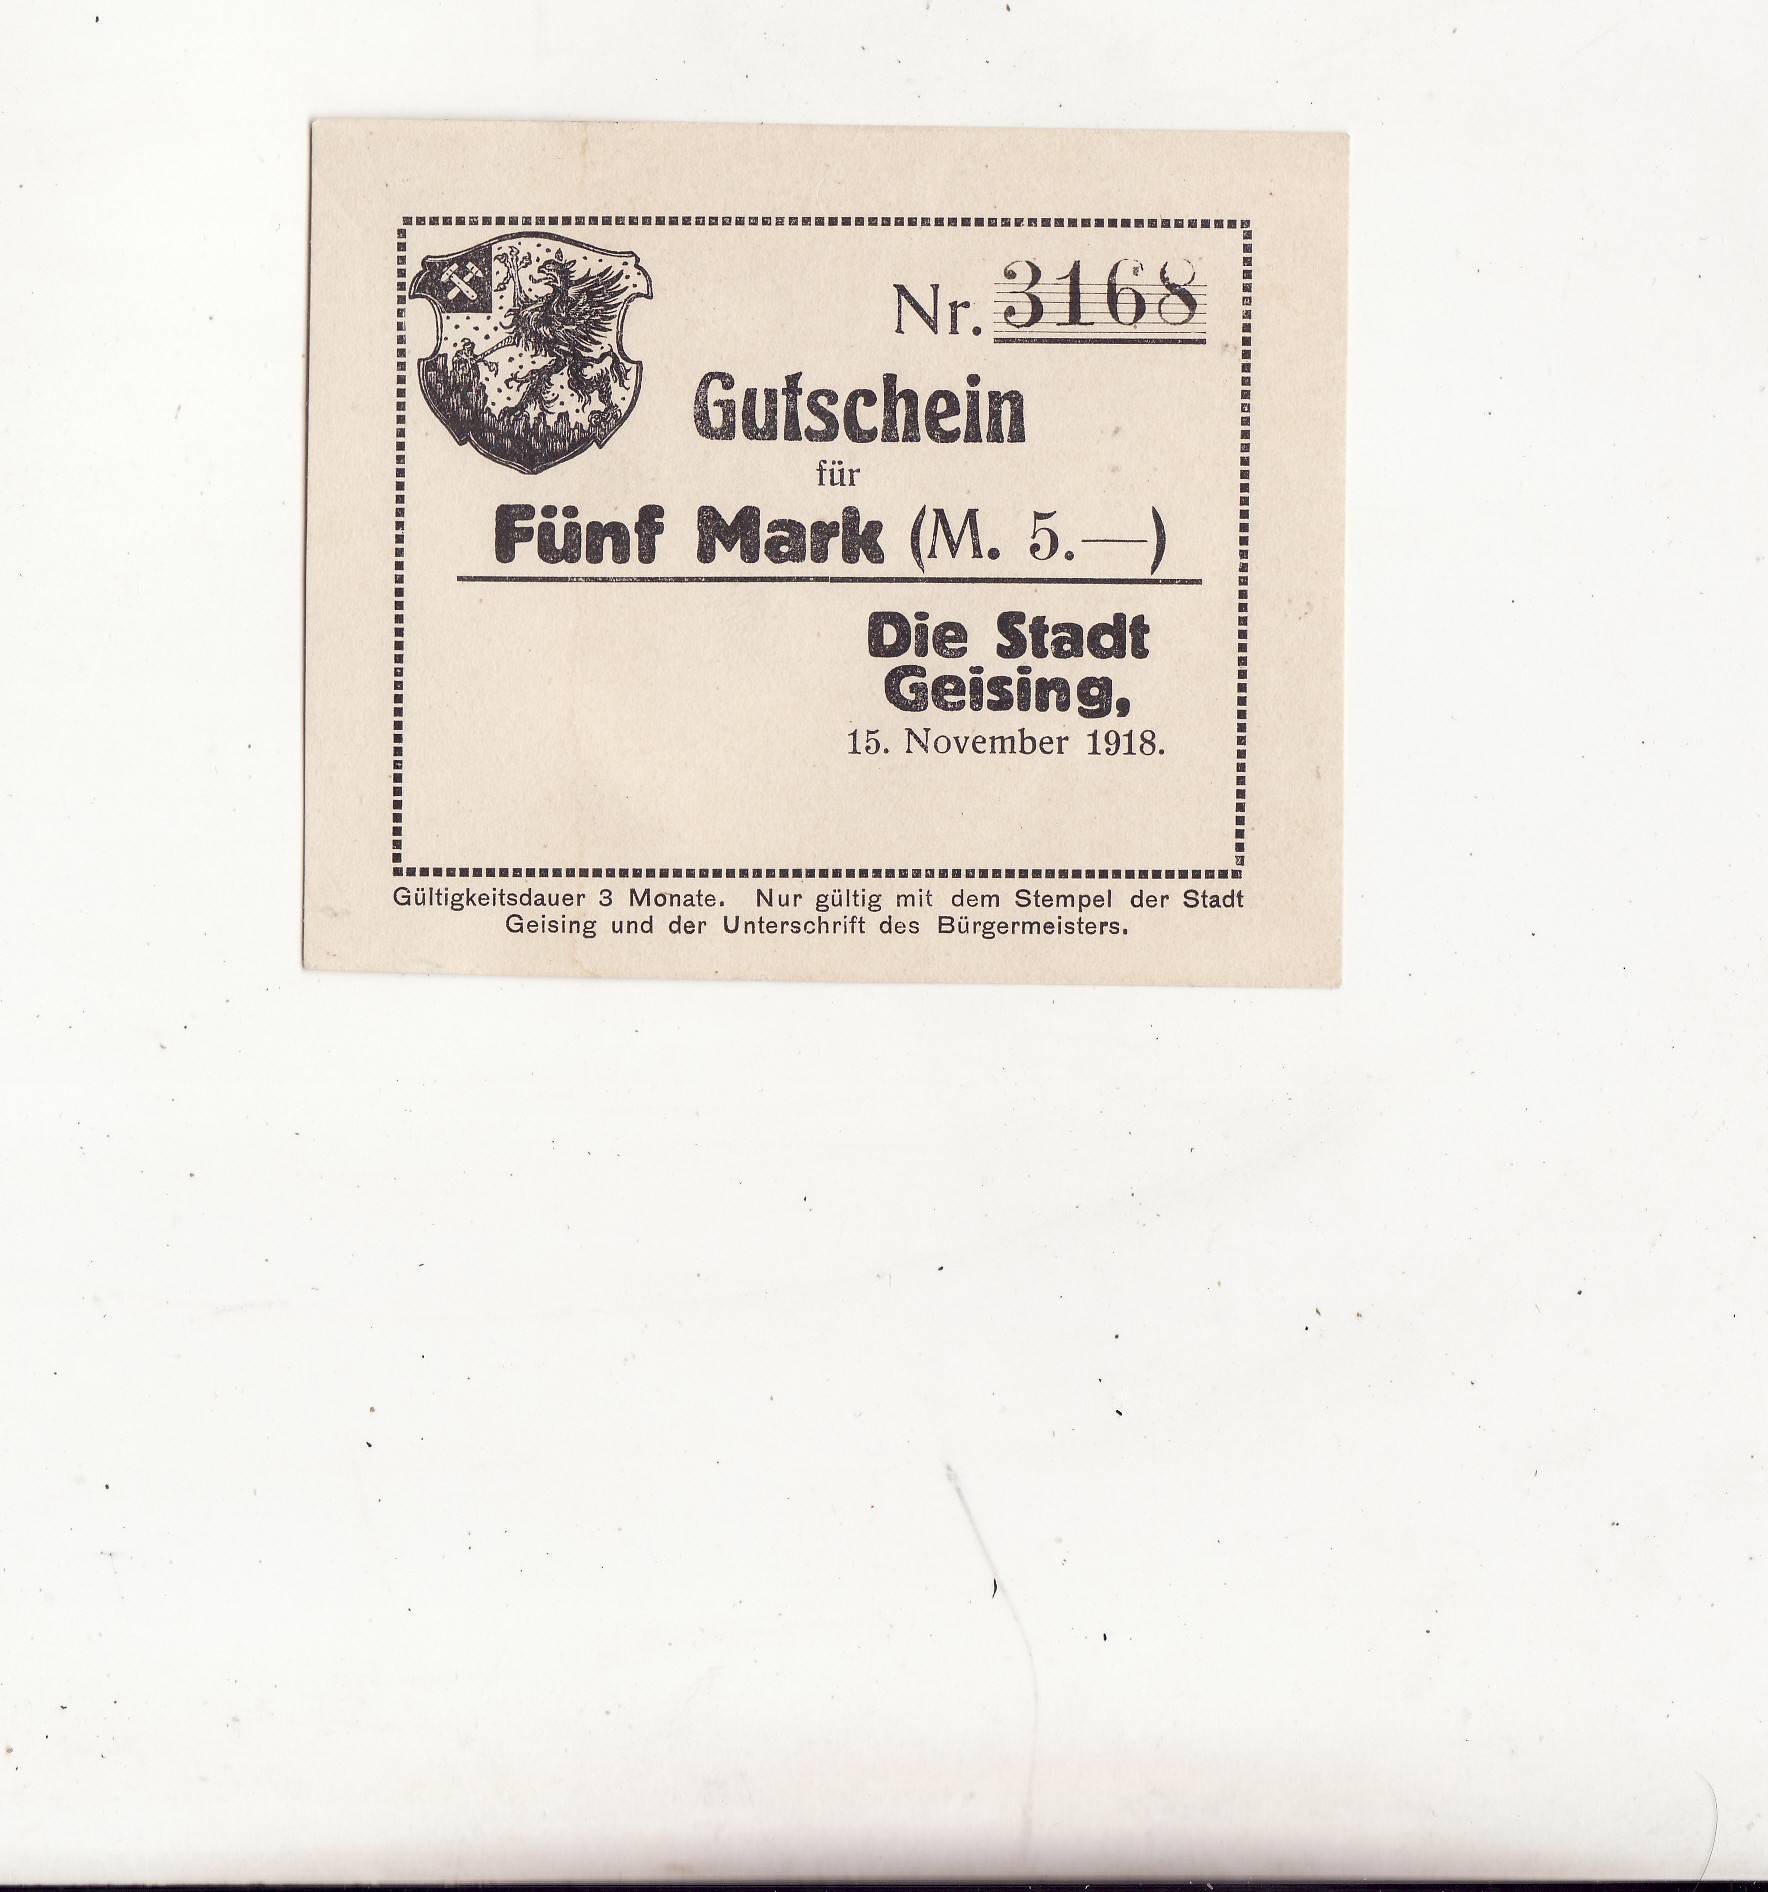 Nr. 3168
Gutschein
für
Fünf Mark (M. 5.—)
Die Stadt
Geising,
15. November 1918.
Gültigkeitsdauer 3 Monate. Nur gültig mit dem Stempel der Stadt
Geising und der Unterschrift des Bürgermeisters.